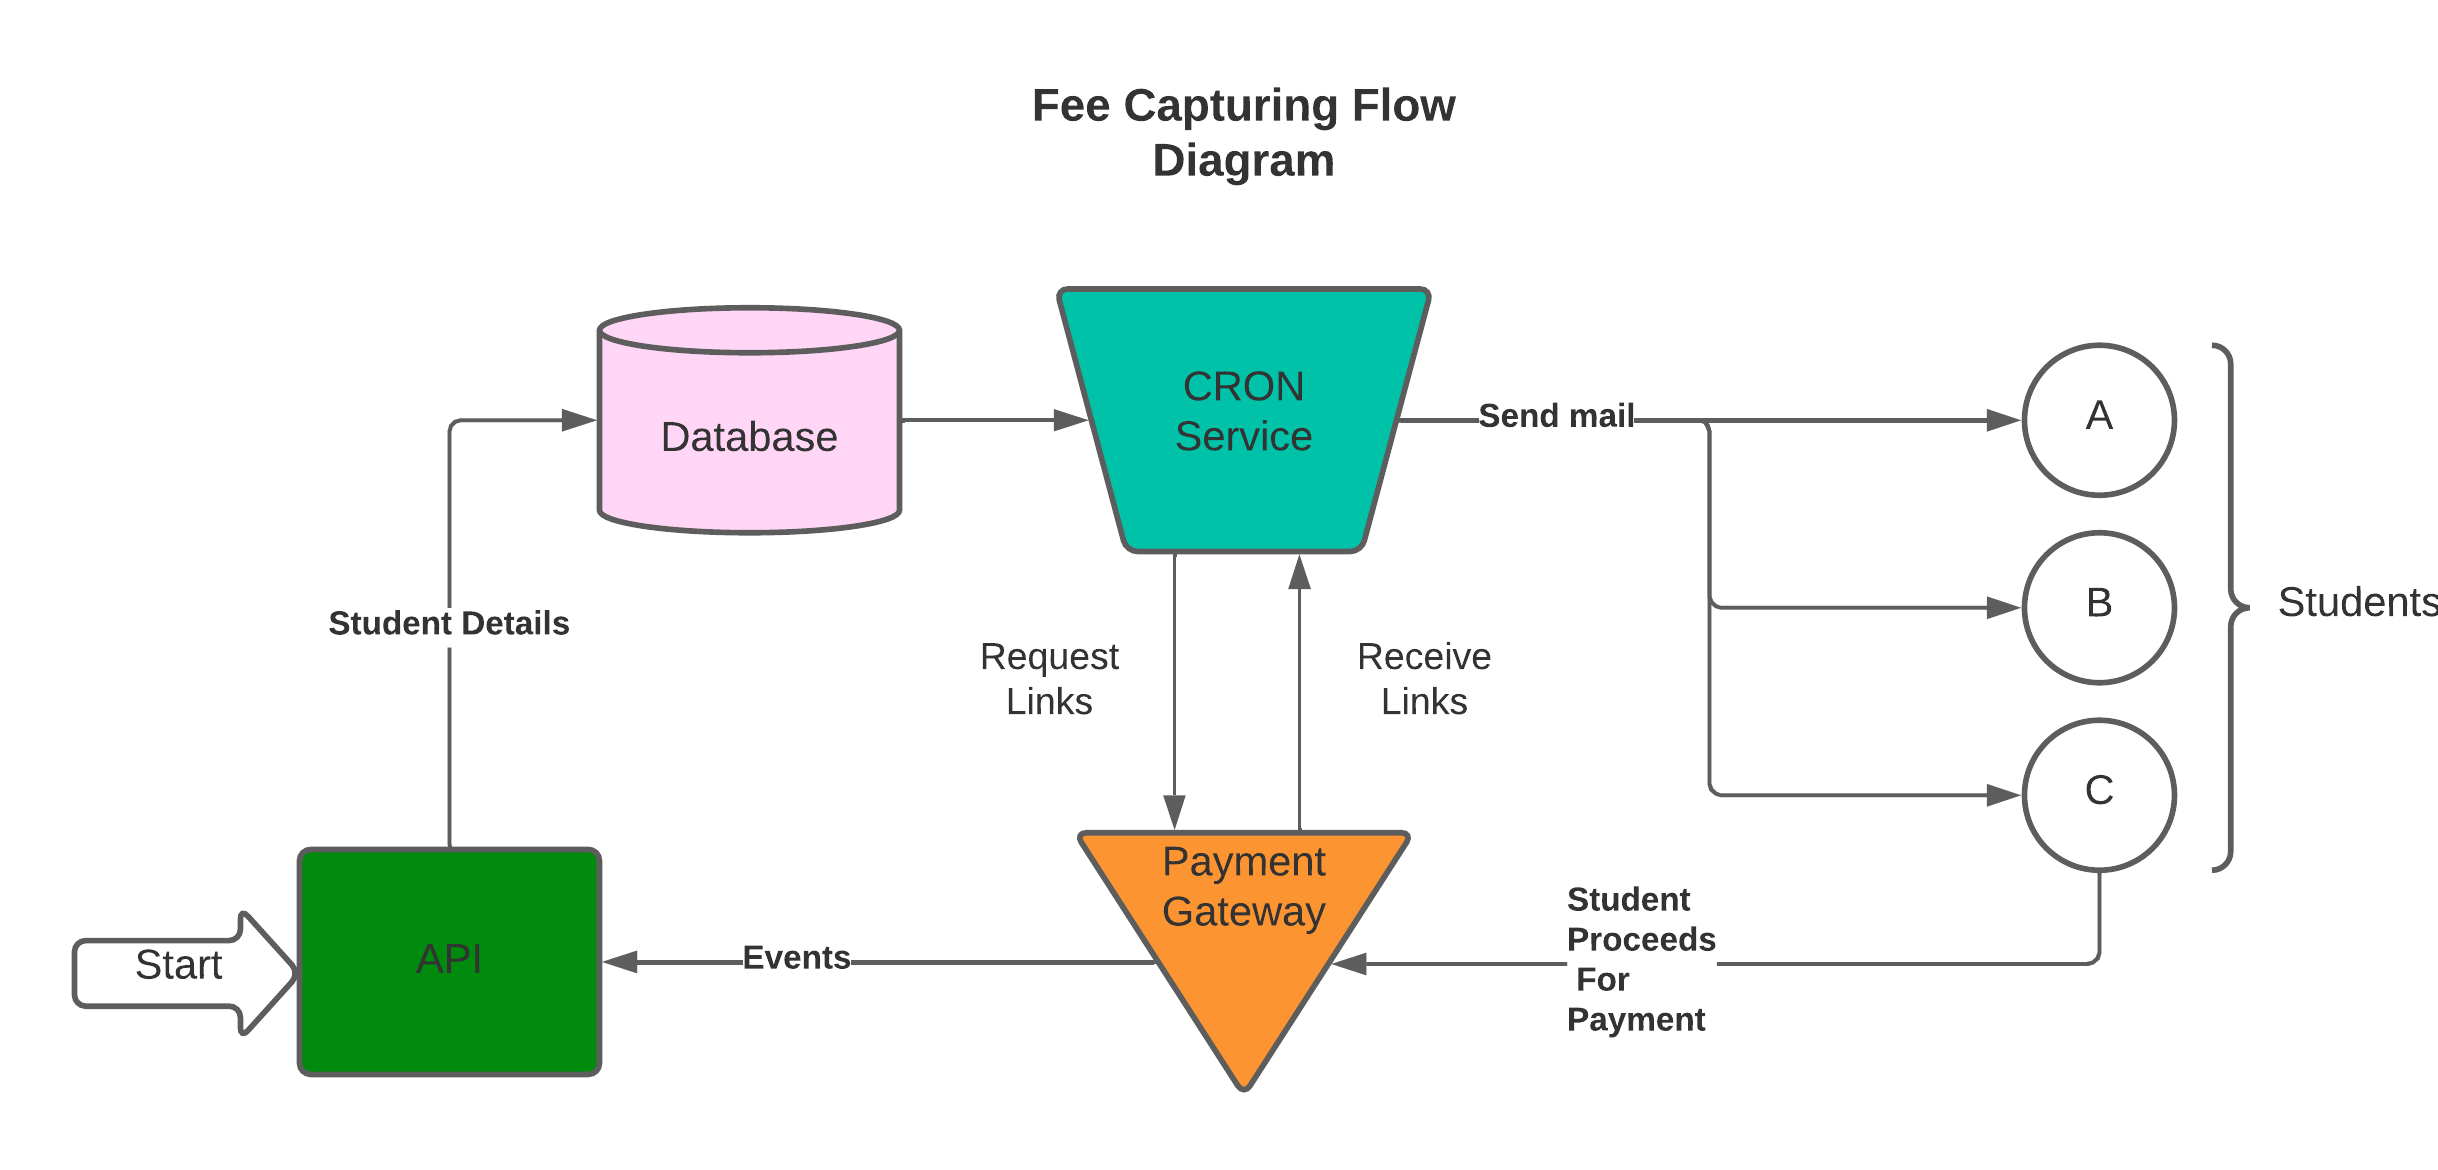 Fee Capturing Flow
Diagram
Database
CRON
Service
Send mail
A
B
C
Students
Student Details
Request
Links
Receive
Links
Start
API
Events
Payment
Gateway
Student
Proceeds
For
Payment